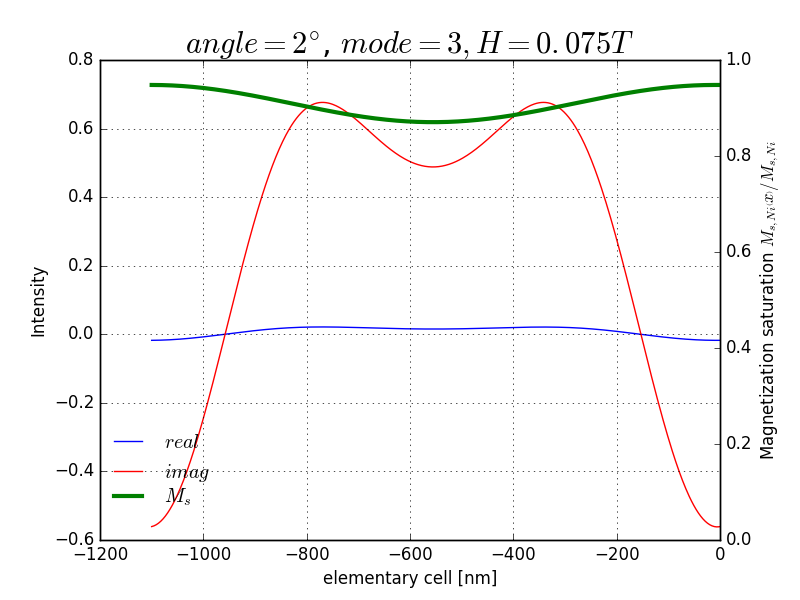 angle = 2°, mode = 3, H = 0.075T
0.8
0.6
0.4
0.2
0.0
−0.2
−0.4
−0.6
Intensity
1.0
0.8
0.6
0.4
0.2
0.0
Magnetization saturation M_{s,Ni}(x)/M_{s,Ni}
real
imag
M_s
−1200 −1000 −800 −600 −400 −200 0
elementary cell [nm]